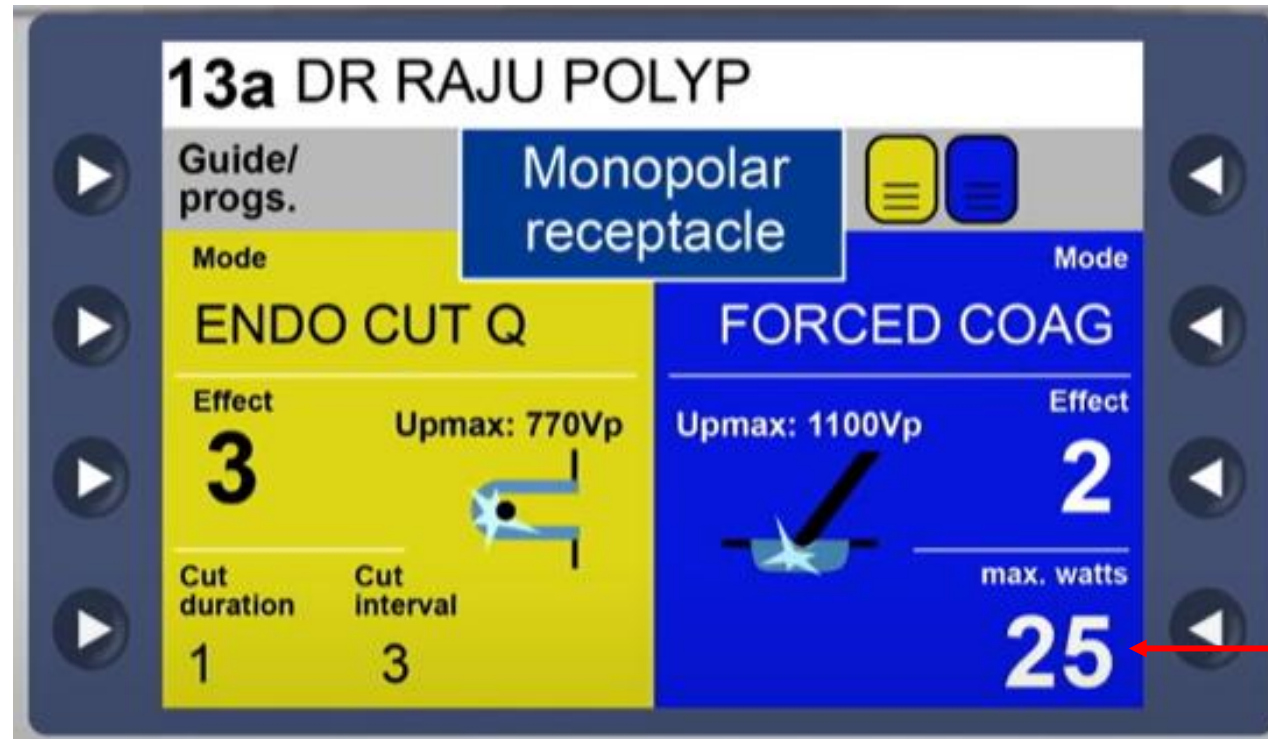 13a DR RAJU POLYP
Guide/
progs.
Monopolar
receptacle
Mode
ENDO CUT Q
Effect
3
Upmax: 770Vp
Cut
duration
1
Cut
interval
3
Mode
FORCED COAG
Upmax: 1100Vp
Effect
2
max. watts
25